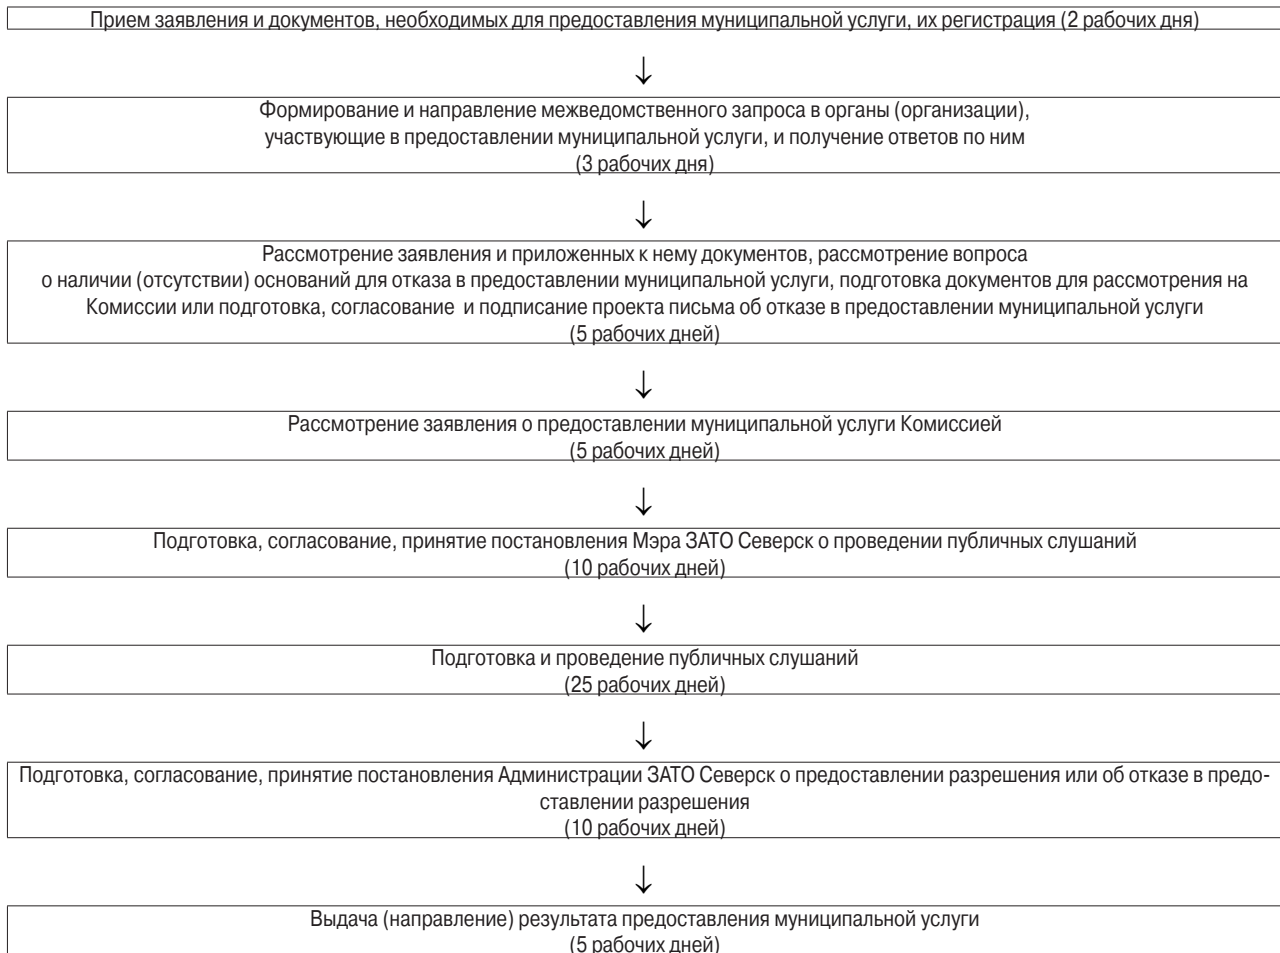 Прием заявления и документов, необходимых для предоставления муниципальной услуги, их регистрация (2 рабочих дня)
↓
Формирование и направление межведомственного запроса в органы (организации),
участвующие в предоставлении муниципальной услуги, и получение ответов по ним
(3 рабочих дня)
↓
Рассмотрение заявления и приложенных к нему документов, рассмотрение вопроса
о наличии (отсутствии) оснований для отказа в предоставлении муниципальной услуги, подготовка документов для рассмотрения на
Комиссии или подготовка, согласование и подписание проекта письма об отказе в предоставлении муниципальной услуги
(5 рабочих дней)
↓
Рассмотрение заявления о предоставлении муниципальной услуги Комиссией
(5 рабочих дней)
↓
Подготовка, согласование, принятие постановления Мэра ЗАТО Северск о проведении публичных слушаний
(10 рабочих дней)
↓
Подготовка и проведение публичных слушаний
(25 рабочих дней)
↓
Подготовка, согласование, принятие постановления Администрации ЗАТО Северск о предоставлении разрешения или об отказе в предо-
ставлении разрешения
(10 рабочих дней)
↓
Выдача (направление) результата предоставления муниципальной услуги
(5 рабочих дней)